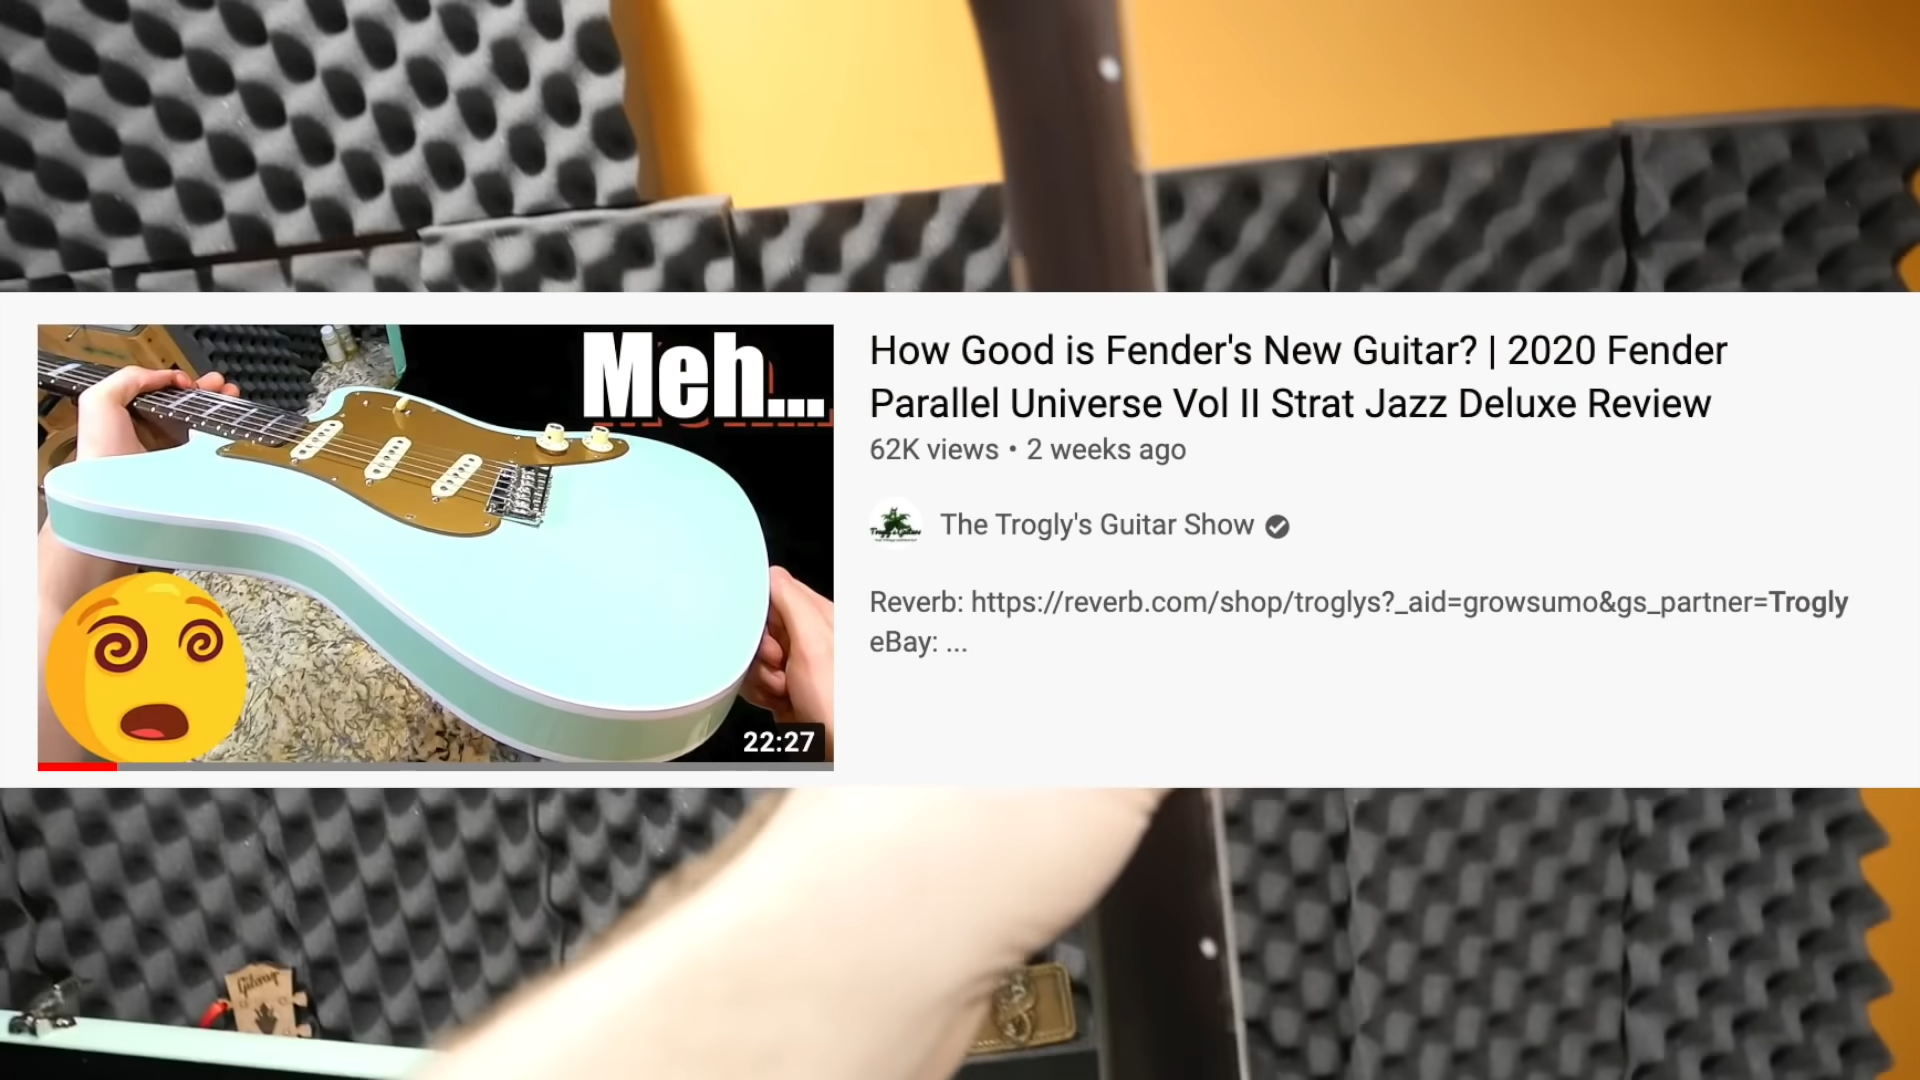 Meh...
How Good is Fender's New Guitar? | 2020 Fender
Parallel Universe Vol II Strat Jazz Deluxe Review
62K views • 2 weeks ago
The Trogly's Guitar Show
Reverb: https://reverb.com/shop/troglys?_aid=growsumo&gs_partner=Trogly
eBay: ...
22:27
Gibson